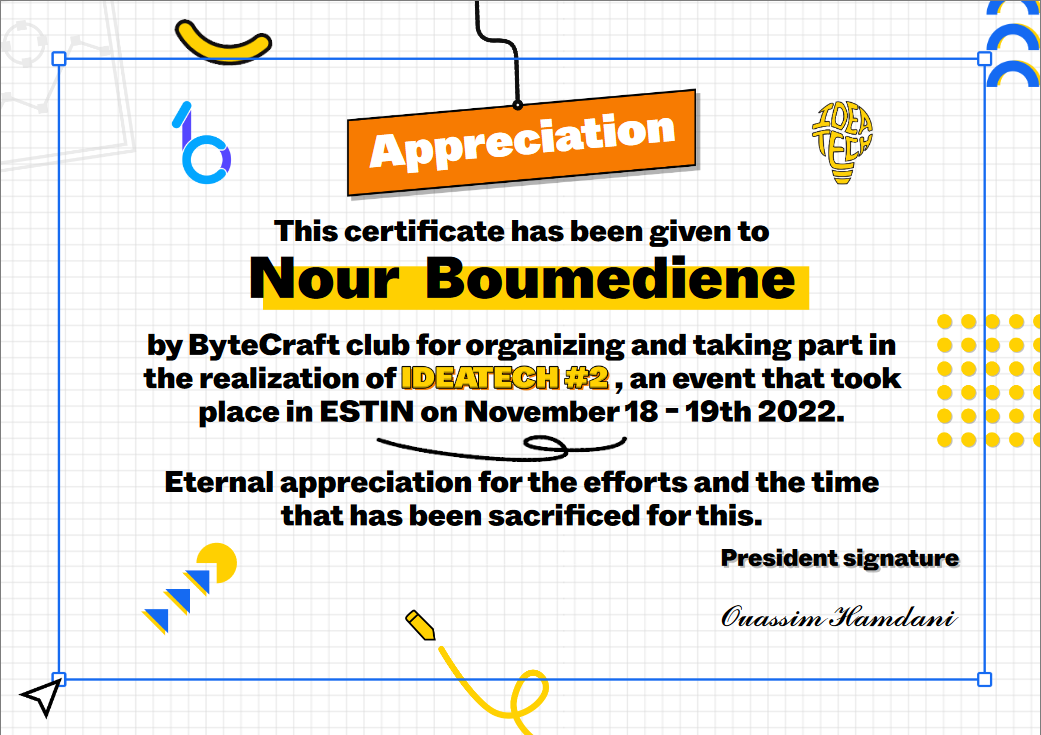 Appreciation
IDEA
TECH
This certificate has been given to
Nour Boumediene
by ByteCraft club for organizing and taking part in
the realization of IDEATECH #2 , an event that took
place in ESTIN on November 18 - 19th 2022.
Eternal appreciation for the efforts and the time
that has been sacrificed for this.
President signature
Ouassim Hamdani